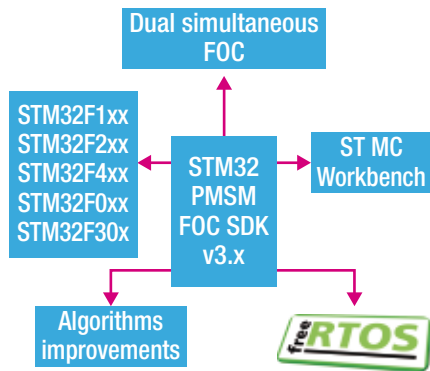 Dual simultaneous
FOC
STM32F1xx
STM32F2xx
STM32F4xx
STM32F0xx
STM32F30x
STM32
PMSM
FOC SDK
v3.x
ST MC
Workbench
Algorithms
improvements
free RTOS